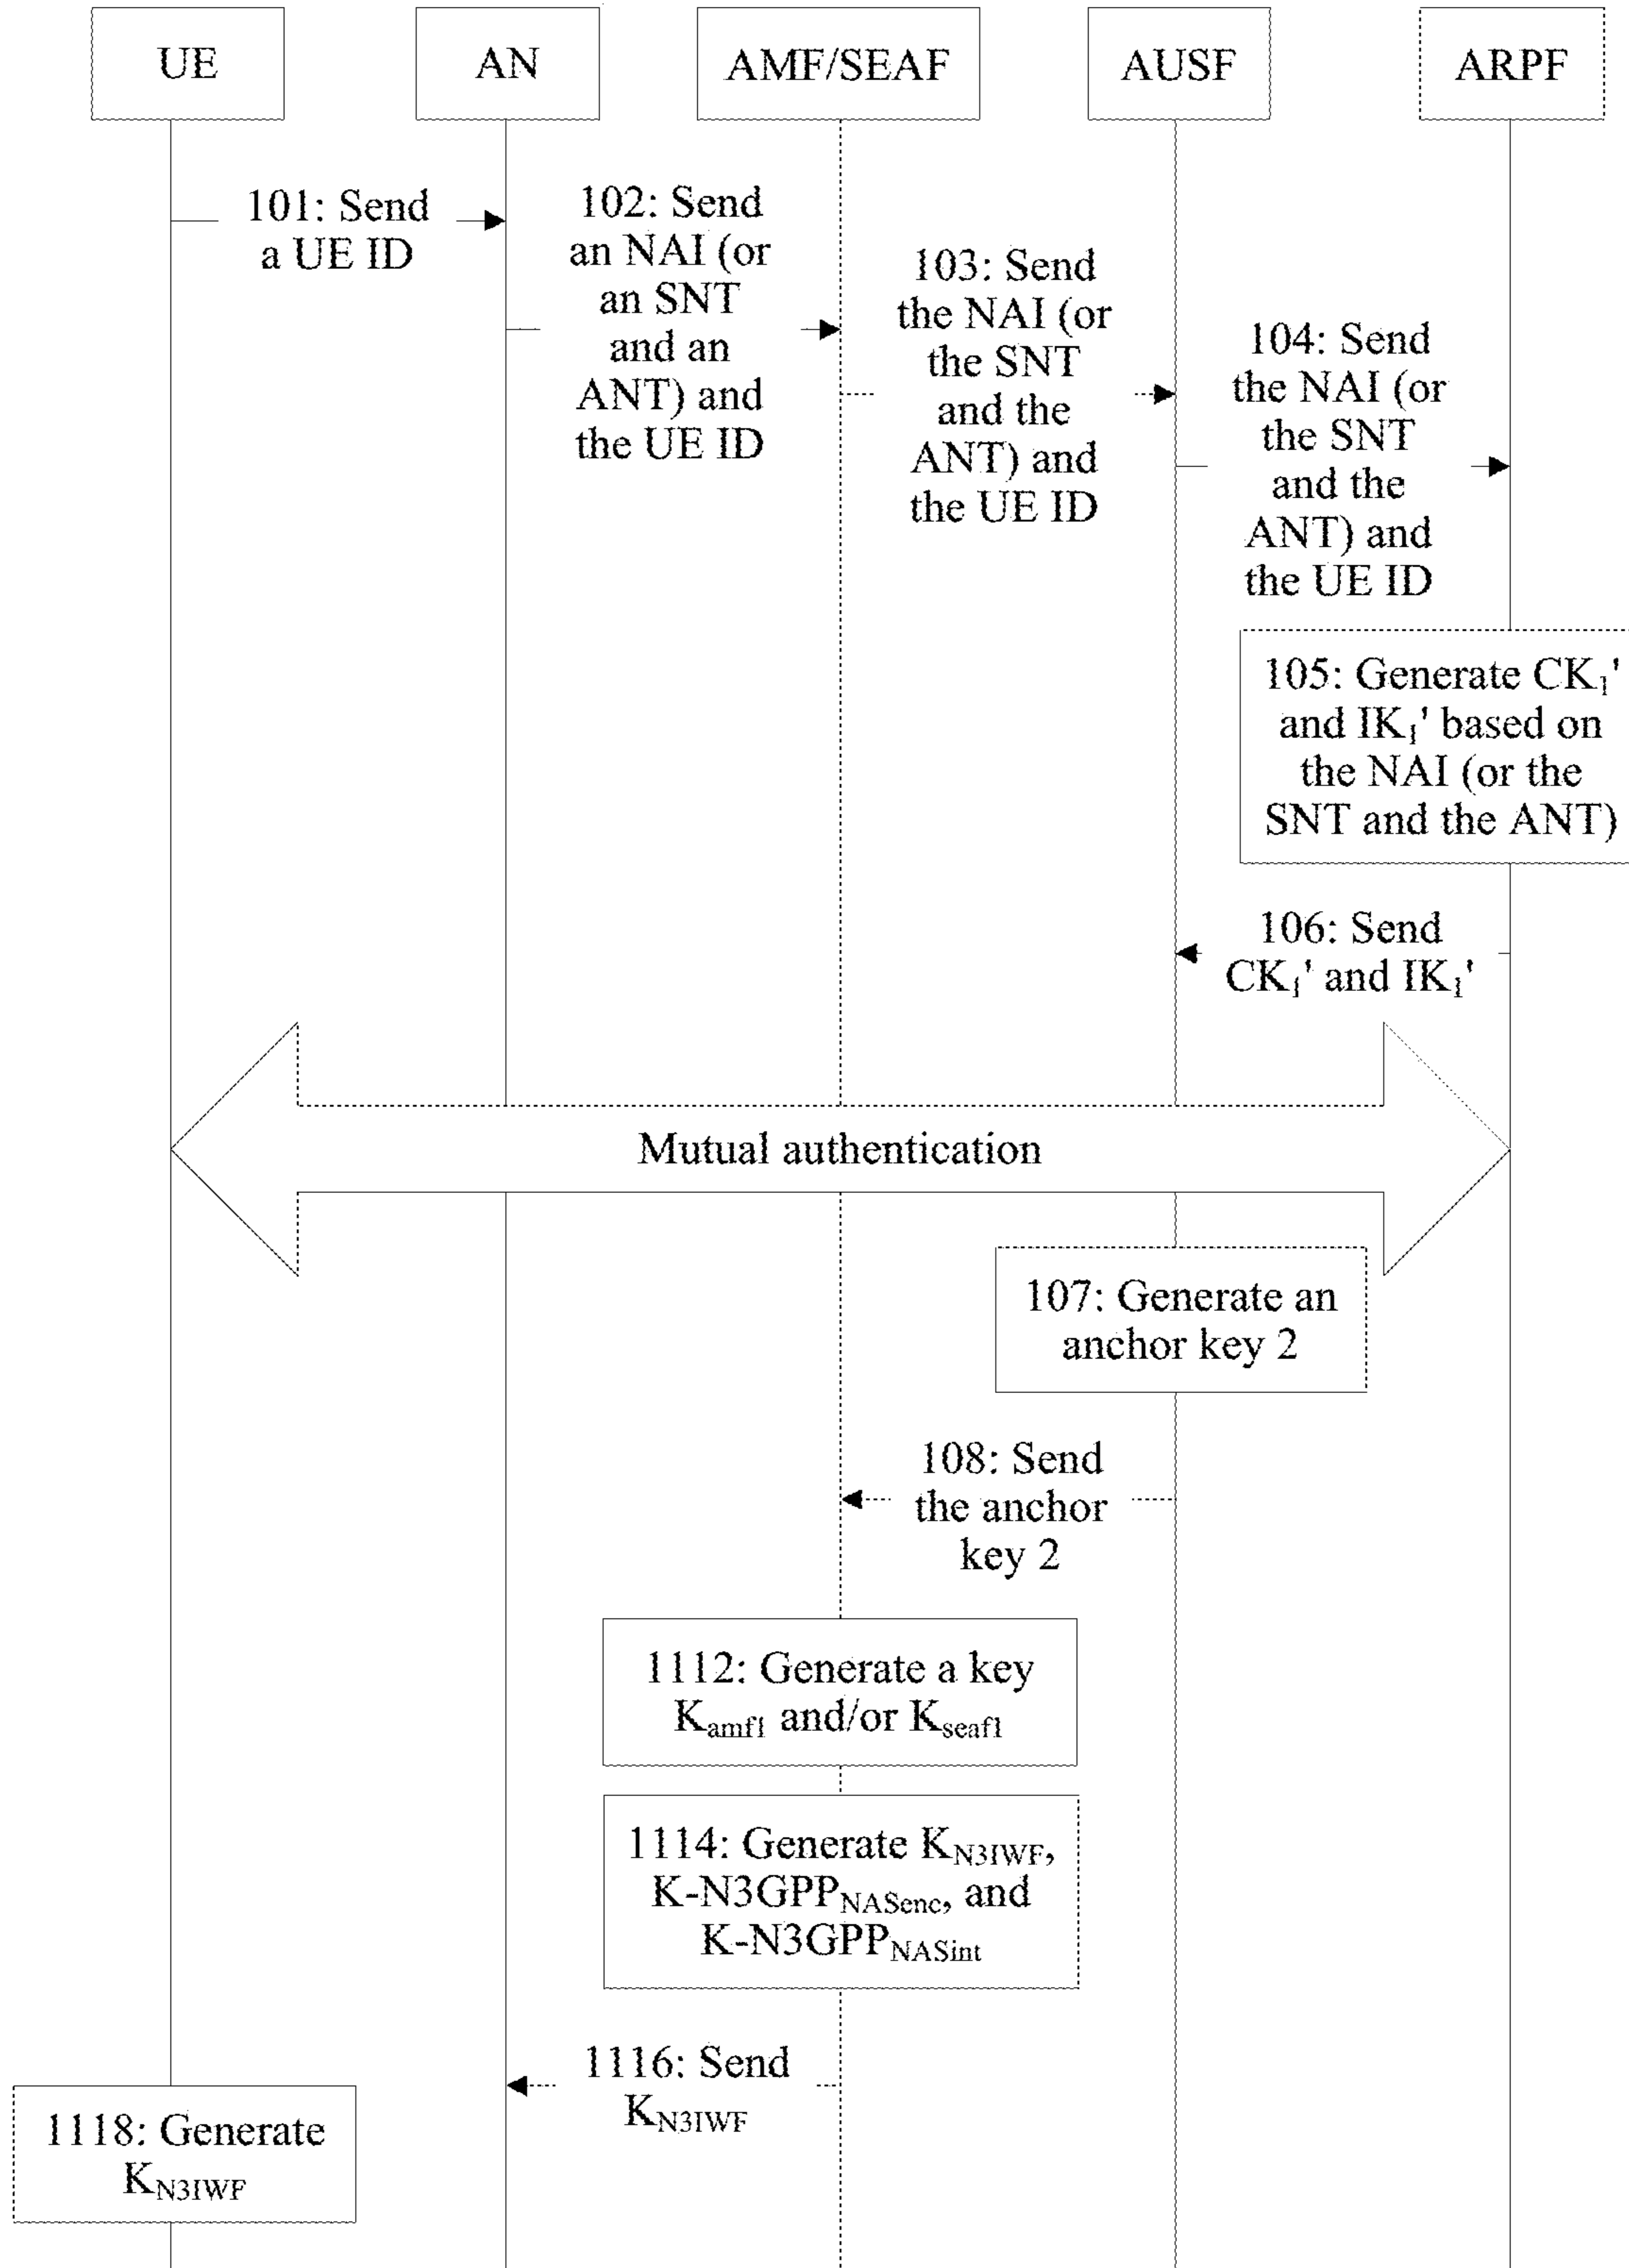 UE
AN
AMF/SEAF
AUSF
ARPF
101: Send
a UE ID
102: Send
an NAI (or
an SNT
and an
ANT) and
the UE ID
103: Send
the NAI (or
the SNT
and the
ANT) and
the UE ID
104: Send
the NAI (or
the SNT
and the
ANT) and
the UE ID
105: Generate CK₁'
and IK₁' based on
the NAI (or the
SNT and the ANT)
106: Send
CK₁' and IK₁'
Mutual authentication
107: Generate an
anchor key 2
108: Send
the anchor
key 2
1112: Generate a key
Kamf1 and/or Kseaf1
1114: Generate KN3IWF,
K-N3GPPNASenc, and
K-N3GPPNASint
1116: Send
KN3IWF
1118: Generate
KN3IWF